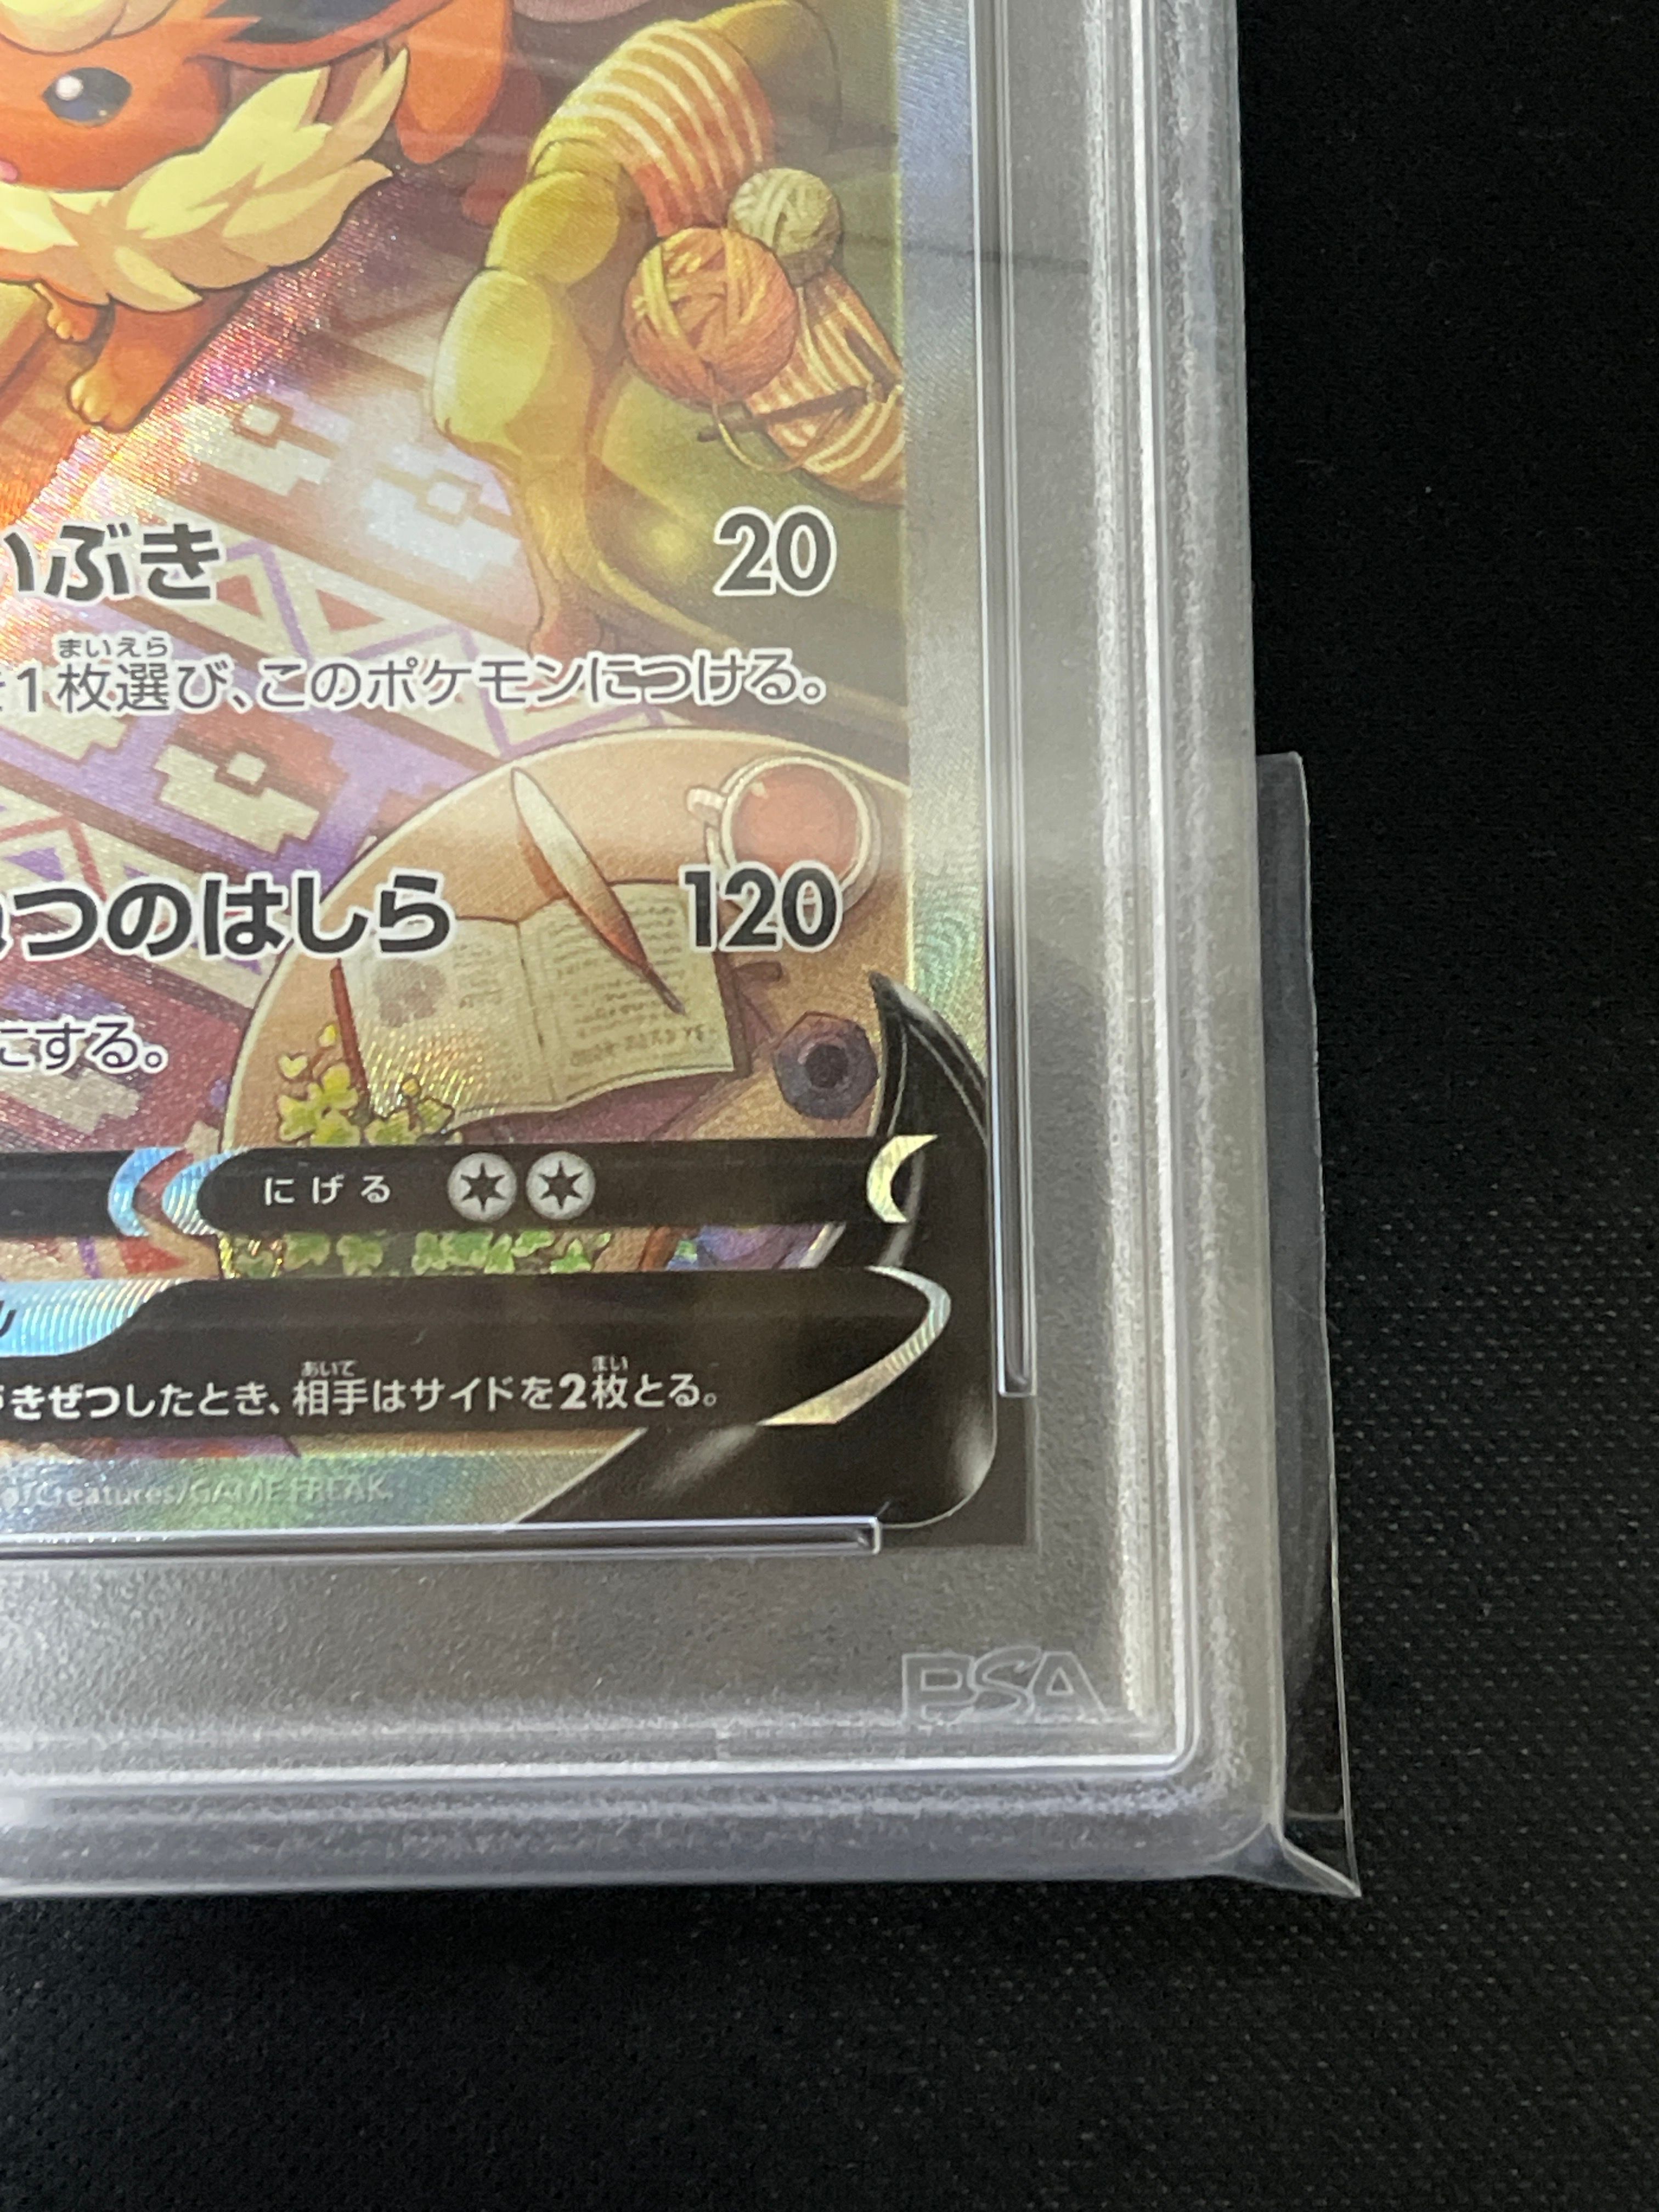 いぶき 20
まいえら
を1枚選び、このポケモンにつける。
つのはしら 120
にする。
にげる
あいて まい
きぜつしたとき、相手はサイドを2枚とる。
Creatures/GAME FREAK.
PSA